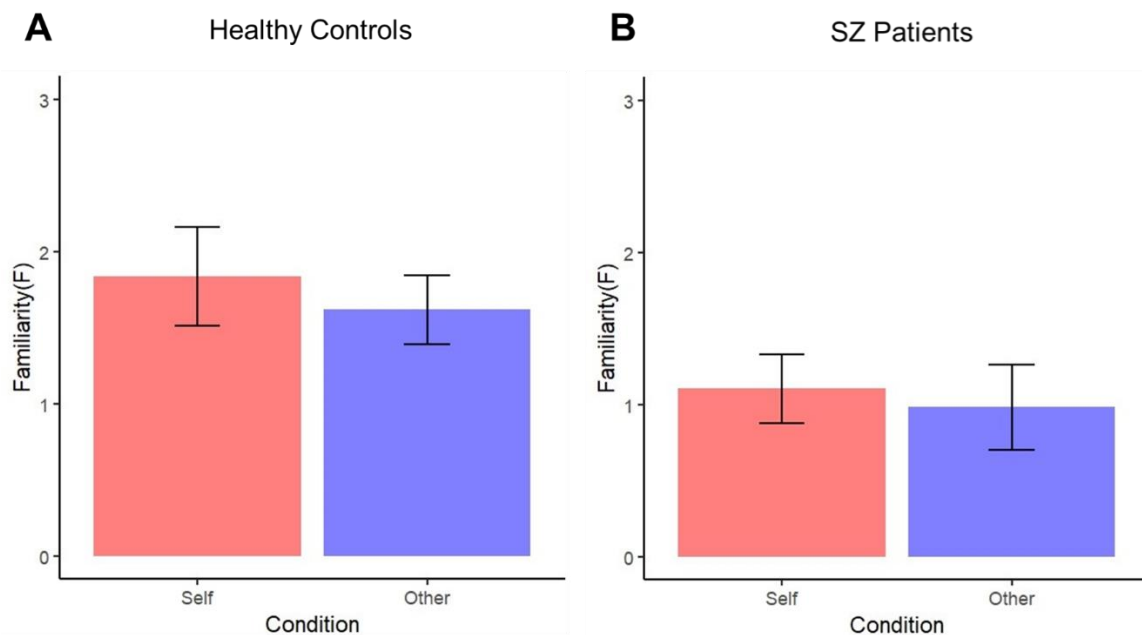 A Healthy Controls
3
2
1
0
Familiarity(F)
Self Other
Condition
B SZ Patients
3
2
1
0
Familiarity(F)
Self Other
Condition